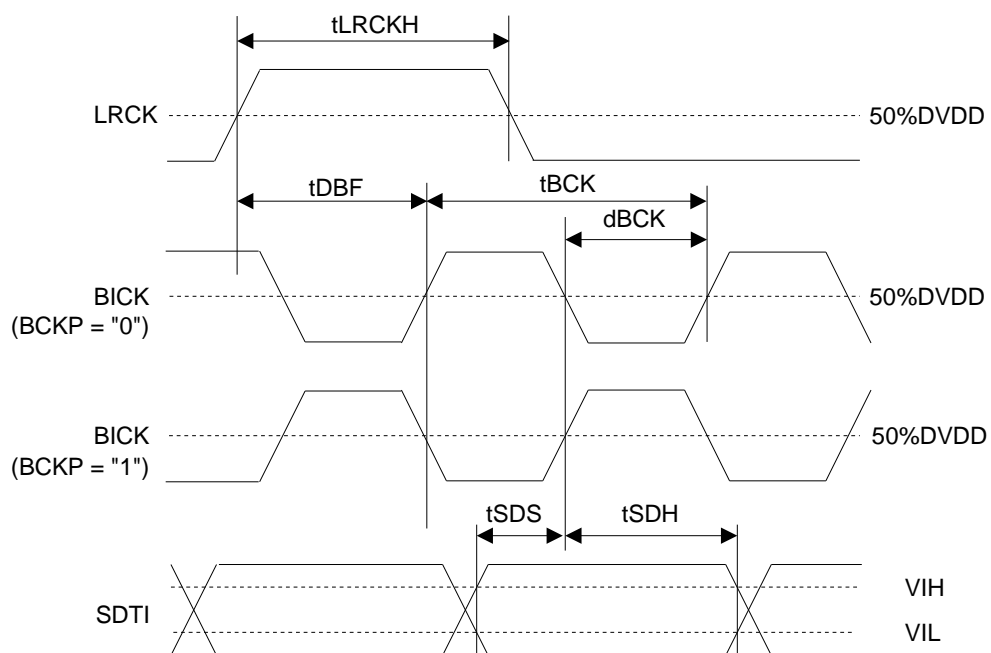 tLRCKH
LRCK
50%DVDD
tDBF
tBCK
dBCK
BICK
(BCKP = "0")
50%DVDD
BICK
(BCKP = "1")
50%DVDD
tSDS
tSDH
SDTI
VIH
VIL